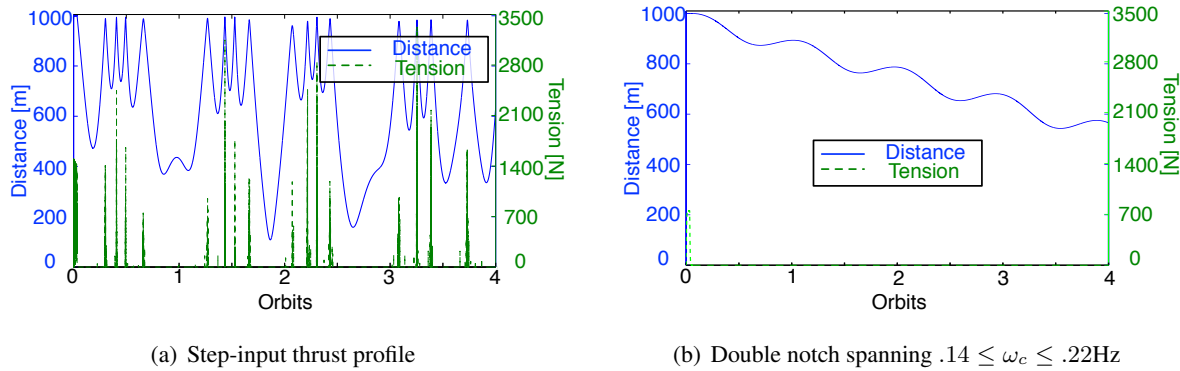 1000
800
600
400
200
0
Distance [m]
Distance
Tension
3500
2800
2100
1400
700
0
Tension [N]
0
1
2
3
4
Orbits
(a) Step-input thrust profile
1000
800
600
400
200
0
Distance [m]
Distance
Tension
3500
2800
2100
1400
700
0
Tension [N]
0
1
2
3
4
Orbits
(b) Double notch spanning .14 ≤ ωc ≤ .22Hz